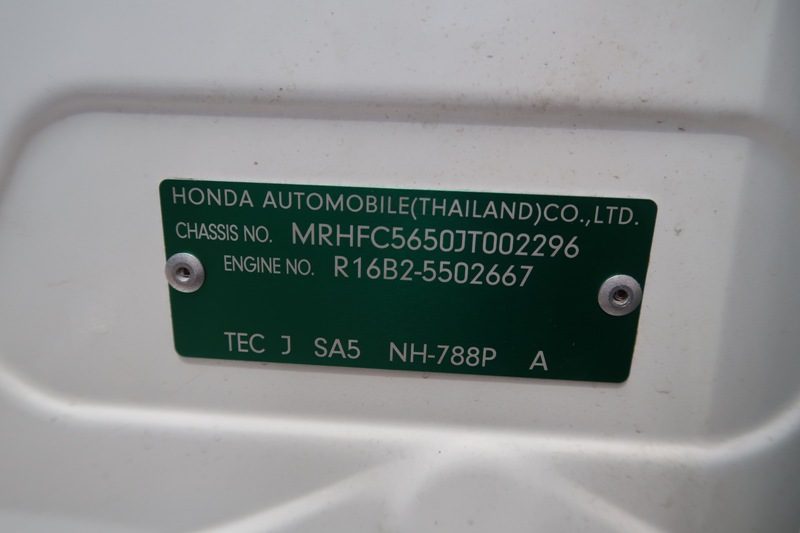 HONDA AUTOMOBILE(THAILAND)CO.,LTD.
CHASSIS NO. MRHFC5650JT002296
ENGINE NO. R16B2-5502667
TEC J SA5 NH-788P A